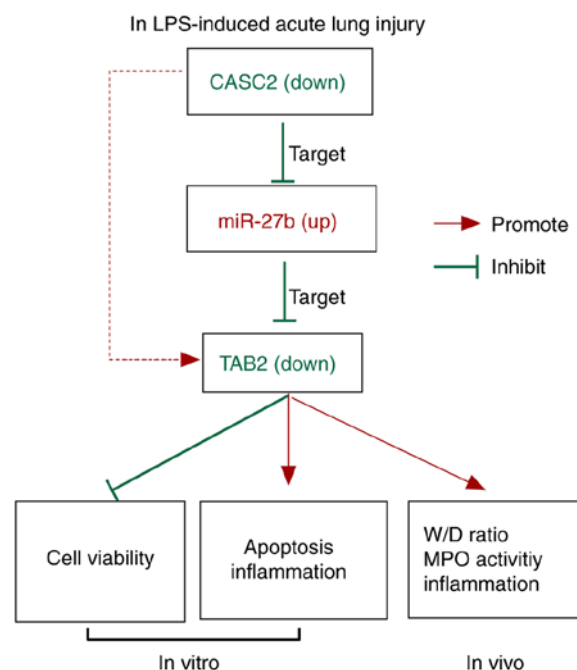 In LPS-induced acute lung injury
CASC2 (down)
Target
miR-27b (up)
Promote
Inhibit
Target
TAB2 (down)
Cell viability
Apoptosis
inflammation
W/D ratio
MPO activitiy
inflammation
In vitro
In vivo